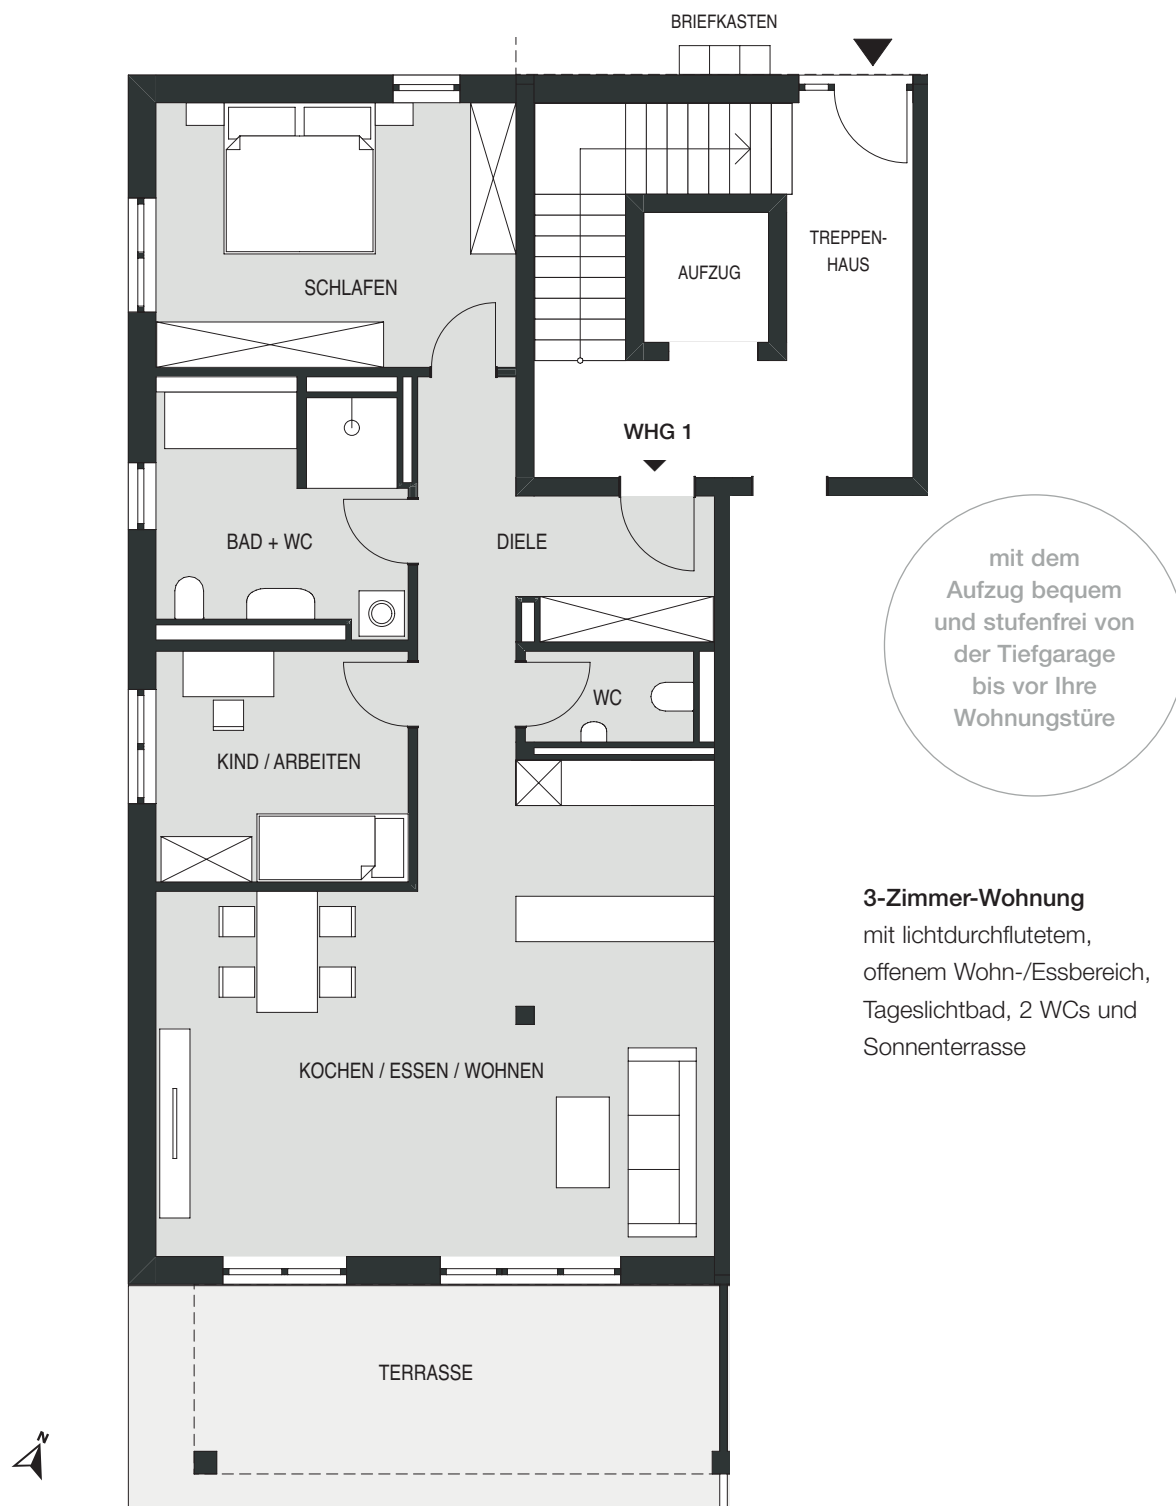 BRIEFKASTEN
TREPPEN-
HAUS
AUFZUG
SCHLAFEN
WHG 1
BAD + WC
DIELE
mit dem
Aufzug bequem
und stufenfrei von
der Tiefgarage
bis vor Ihre
Wohnungstüre
WC
KIND / ARBEITEN
3-Zimmer-Wohnung
mit lichtdurchflutetem,
offenem Wohn-/Essbereich,
Tageslichtbad, 2 WCs und
Sonnenterrasse
KOCHEN / ESSEN / WOHNEN
TERRASSE
N